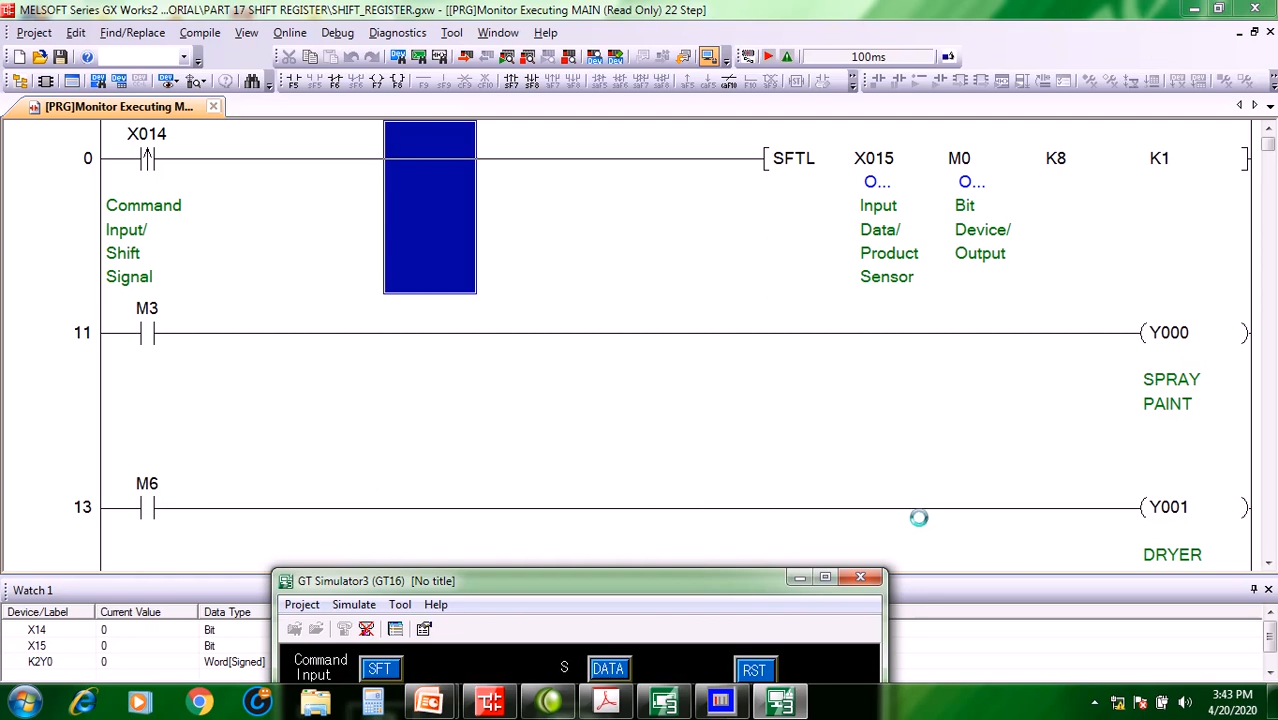 MELSOFT Series GX Works2 ...ORIAL\PART 17 SHIFT REGISTER\SHIFT_REGISTER.gxw - [[PRG]Monitor Executing MAIN (Read Only) 22 Step]
Project Edit Find/Replace Compile View Online Debug Diagnostics Tool Window Help
100ms
[PRG]Monitor Executing M...
X014
0 SFTL X015 M0 K8 K1
O... O...
Command Input Bit
Input/ Data/ Device/
Shift Product Output
Signal Sensor
M3
11 Y000
SPRAY
PAINT
M6
13 Y001
DRYER
Watch 1
Device/Label Current Value Data Type
X14 0 Bit
X15 0 Bit
K2Y0 0 Word[Signed]
GT Simulator3 (GT16) [No title]
Project Simulate Tool Help
Command
Input
SFT S DATA RST
3:43 PM
4/20/2020